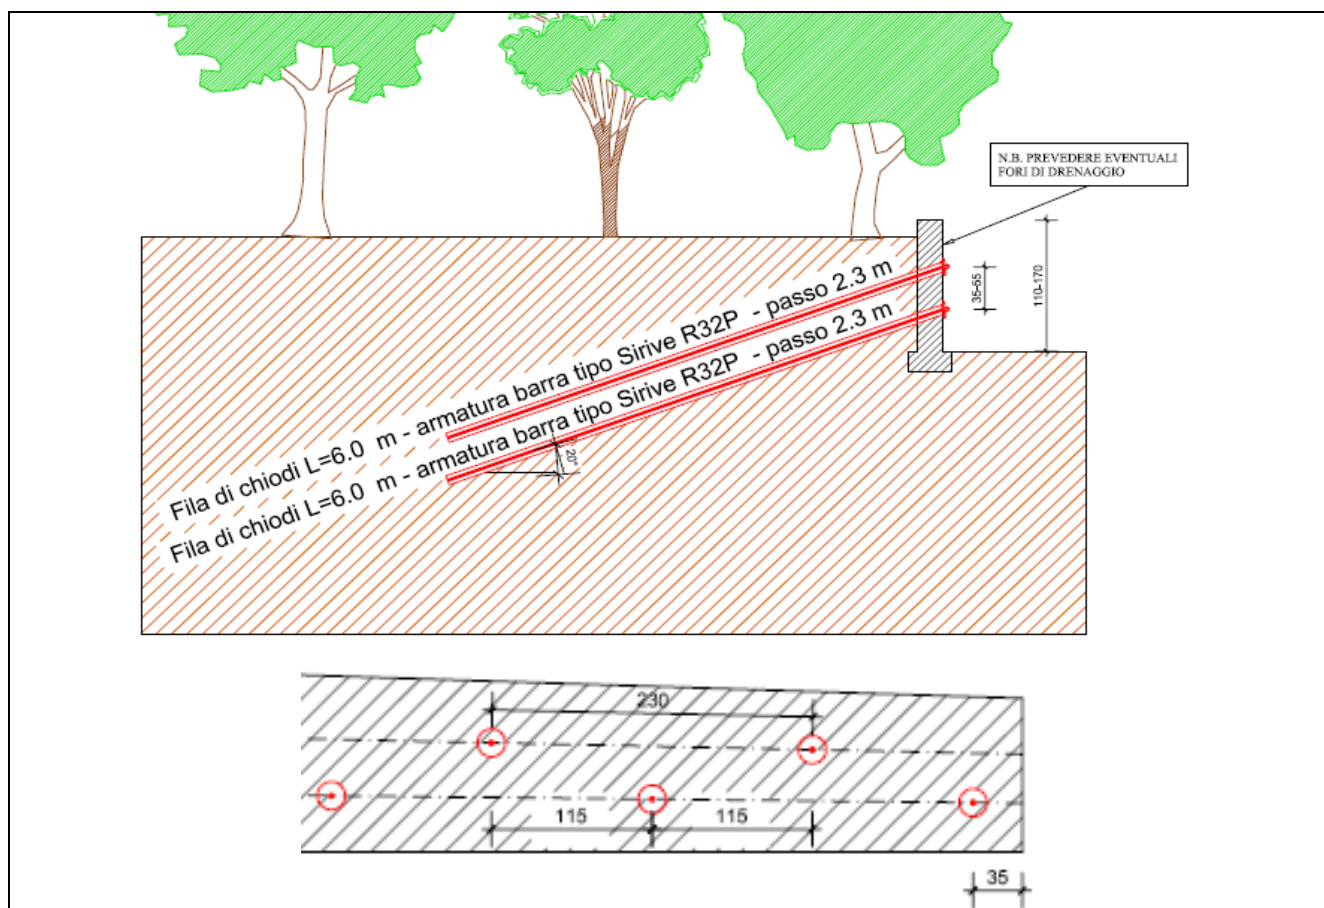 N.B. PREVEDERE EVENTUALI
FORI DI DRENAGGIO
Fila di chiodi L=6.0 m - armatura barra tipo Sirive R32P - passo 2.3 m
Fila di chiodi L=6.0 m - armatura barra tipo Sirive R32P - passo 2.3 m
35-55
110-170
20°
230
115
115
35